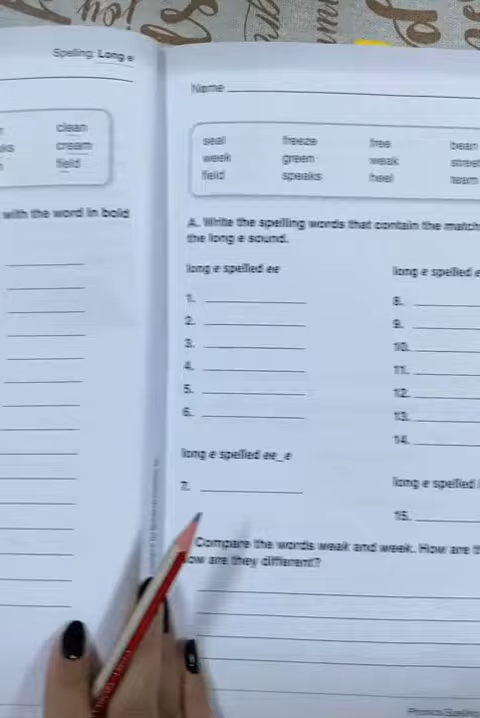 Spelling: Long e
clean
cream
field
with the word in bold
Name
seal freeze free bean
week green weak street
field speaks heel team
A. Write the spelling words that contain the match
the long e sound.
long e spelled ee
1.
2.
3.
4.
5.
6.
long e spelled ee_e
7.
long e spelled
8.
9.
10.
11.
12.
13.
14.
long e spelled
15.
Compare the words weak and week. How are
ow are they different?